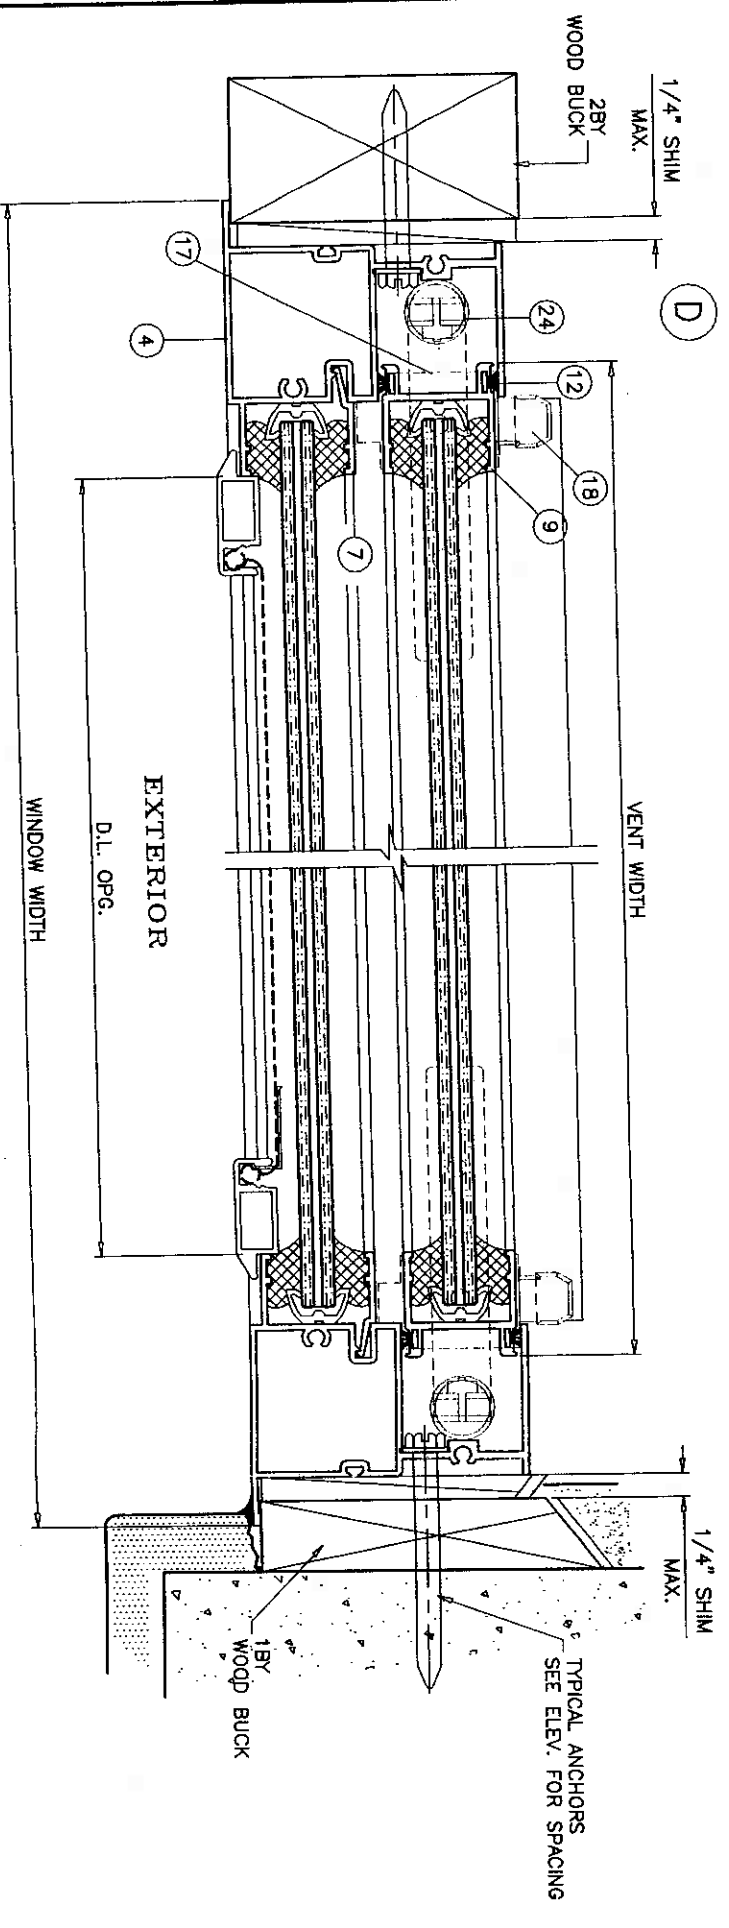 D
1/4" SHIM
MAX.
2BY
WOOD BUCK
17
4
24
12
18
9
7
VENT WIDTH
EXTERIOR
D.L. OPG.
WINDOW WIDTH
1/4" SHIM
MAX.
1BY
WOOD BUCK
TYPICAL ANCHORS
SEE ELEV. FOR SPACING